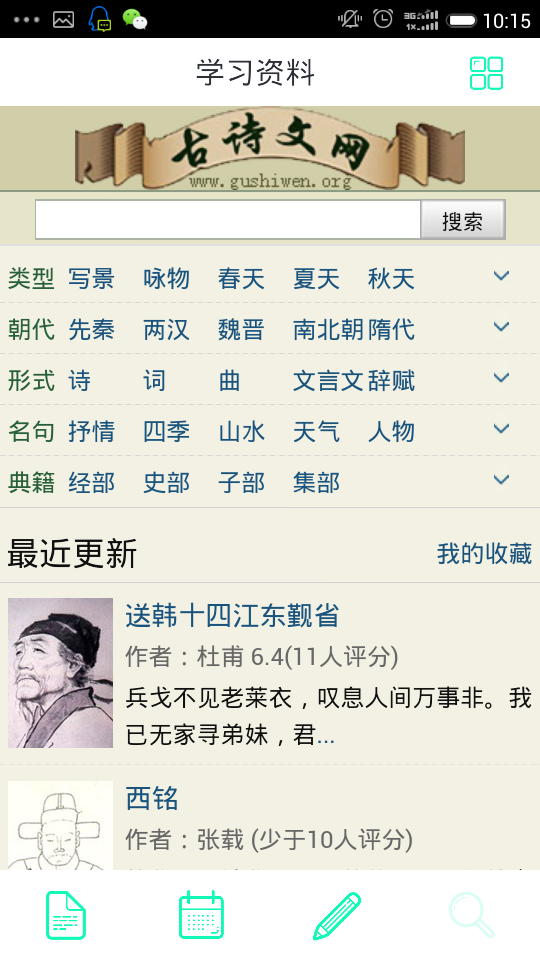 3G 1X 10:15
学习资料
古诗文网
www.gushiwen.org
搜索
类型 写景 咏物 春天 夏天 秋天
朝代 先秦 两汉 魏晋 南北朝 隋代
形式 诗 词 曲 文言文 辞赋
名句 抒情 四季 山水 天气 人物
典籍 经部 史部 子部 集部
最近更新 我的收藏
送韩十四江东觐省
作者：杜甫 6.4(11人评分)
兵戈不见老莱衣，叹息人间万事非。我
已无家寻弟妹，君...
西铭
作者：张载 (少于10人评分)